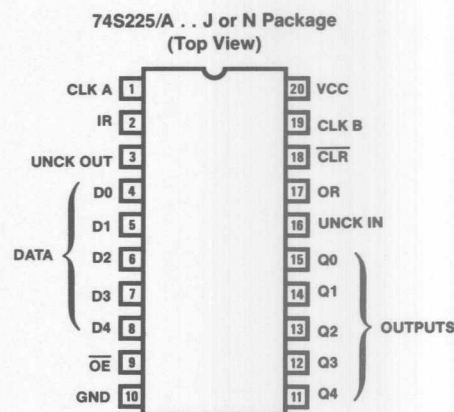 74S225/A . . J or N Package
(Top View)
CLK A 1 20 VCC
IR 2 19 CLK B
UNCK OUT 3 18 C̅L̅R̅
D0 4 17 OR
D1 5 16 UNCK IN
DATA D2 6 15 Q0
D3 7 14 Q1
D4 8 13 Q2 OUTPUTS
O̅E̅ 9 12 Q3
GND 10 11 Q4